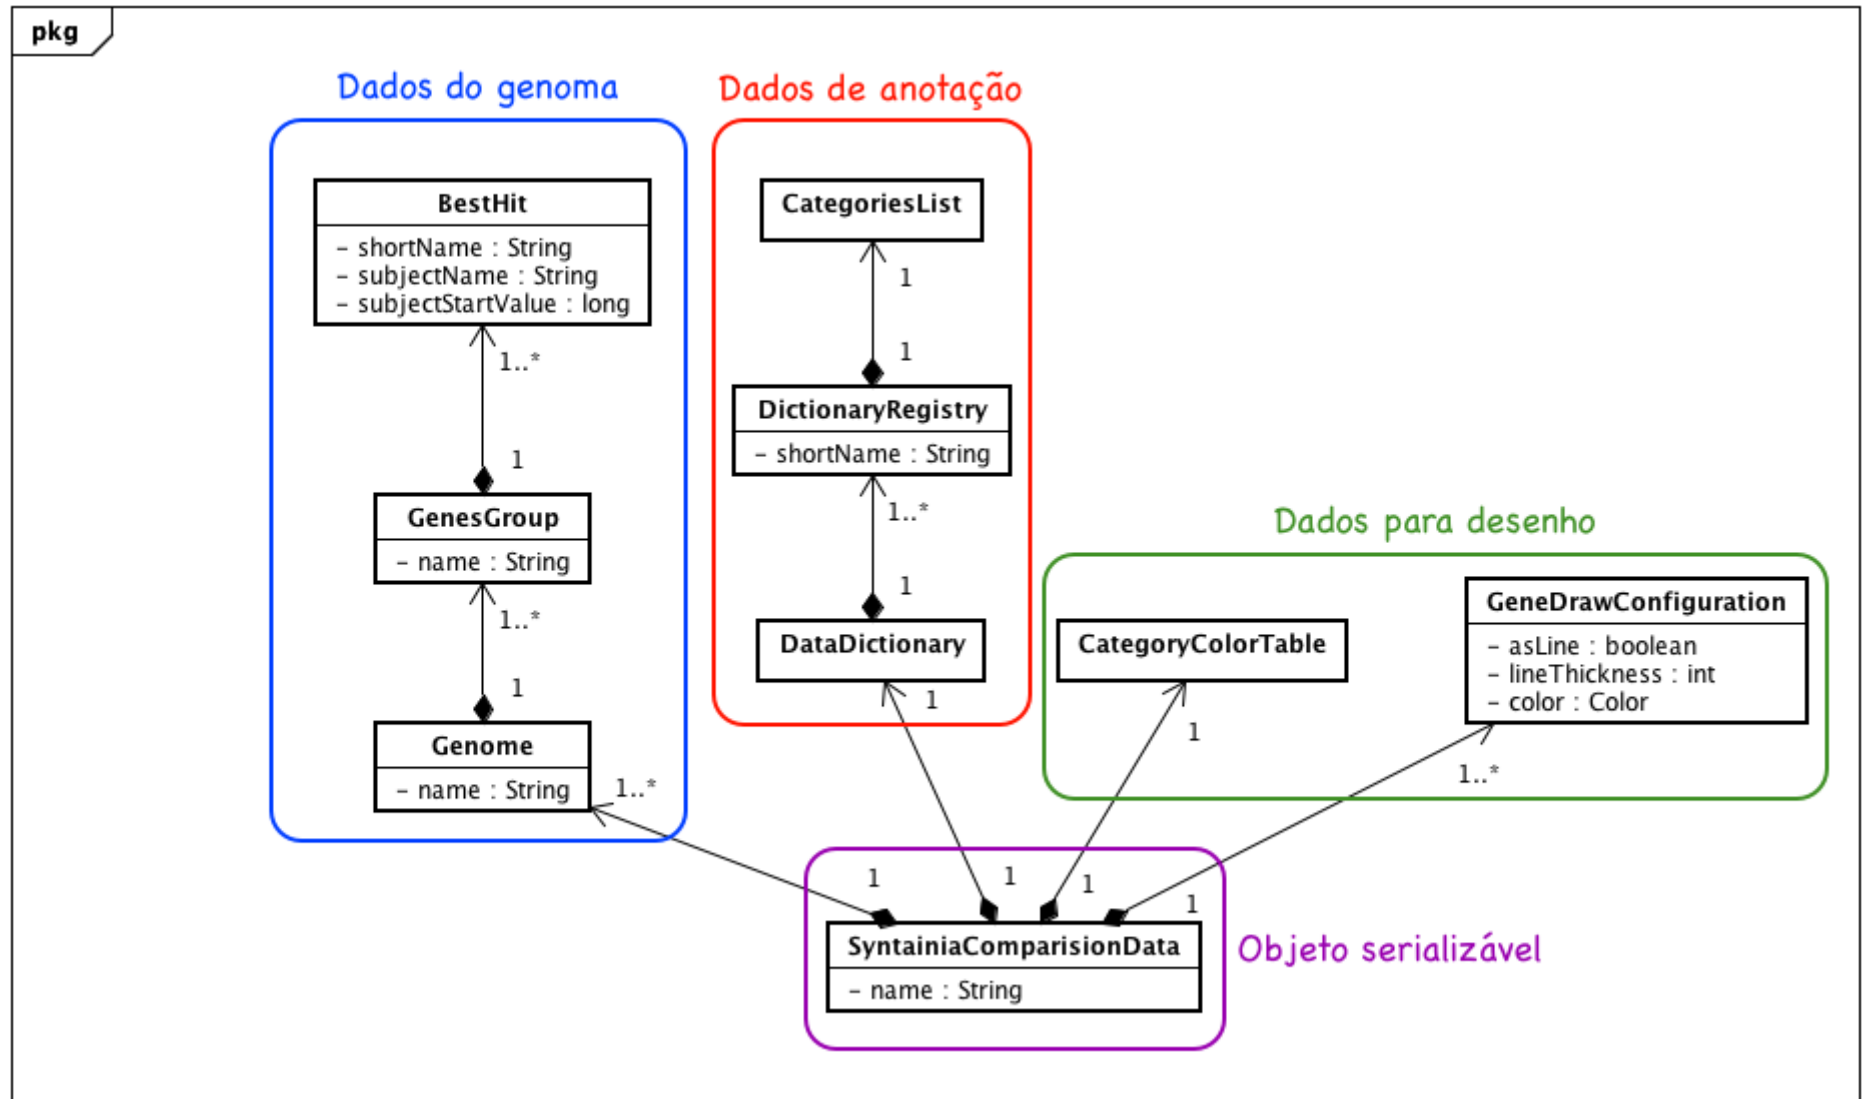 pkg
Dados do genoma
BestHit
- shortName : String
- subjectName : String
- subjectStartValue : long
1..*
1
GenesGroup
- name : String
1..*
1
Genome
- name : String
1..*
Dados de anotação
CategoriesList
1
1
DictionaryRegistry
- shortName : String
1..*
1
DataDictionary
1
Dados para desenho
CategoryColorTable
1
GeneDrawConfiguration
- asLine : boolean
- lineThickness : int
- color : Color
1..*
1
1
1
1
SyntainiaComparisionData
- name : String
Objeto serializável